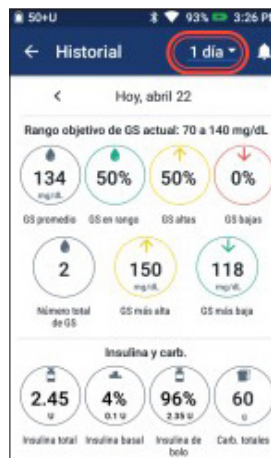 50+U 93% 3:26 PM
Historial 1 día
Hoy, abril 22
Rango objetivo de GS actual: 70 a 140 mg/dL
134 50% 50% 0%
mg/dL
GS promedio GS en rango GS altas GS bajas
2 150 118
mg/dL mg/dL
Número total de GS GS más alta GS más baja
Insulina y carb.
2.45 4% 96% 60
U 0.1 U 2.35 U
Insulina total Insulina basal Insulina de bolo Carb. totales